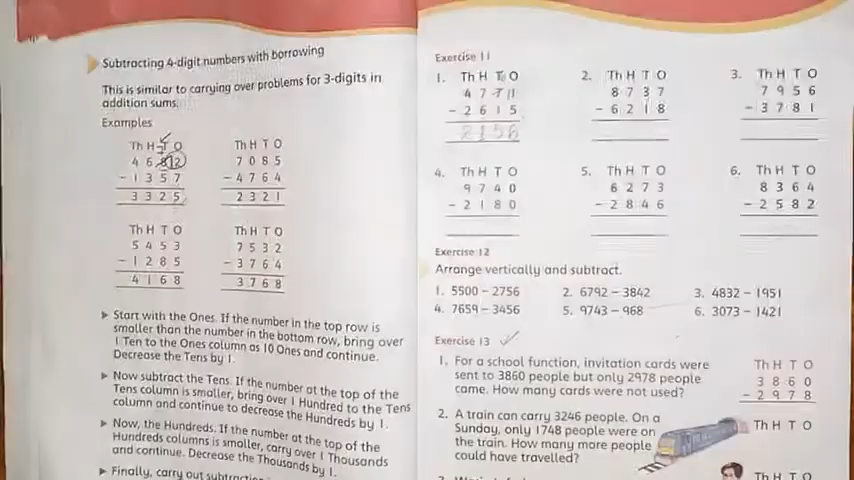 Subtracting 4-digit numbers with borrowing
This is similar to carrying over problems for 3-digits in
addition sums.
Examples
Th H T O
4 6 8 12
- 1 3 5 7
3 3 2 5
Th H T O
7 0 8 5
- 4 7 6 4
2 3 2 1
Th H T O
5 4 5 3
- 1 2 8 5
4 1 6 8
Th H T O
7 5 3 2
- 3 7 6 4
3 7 6 8
Start with the Ones. If the number in the top row is
smaller than the number in the bottom row, bring over
1 Ten to the Ones column as 10 Ones and continue.
Decrease the Tens by 1.
Now subtract the Tens. If the number at the top of the
Tens column is smaller, bring over 1 Hundred to the Tens
column and continue to decrease the Hundreds by 1.
Now, the Hundreds. If the number at the top of the
Hundreds columns is smaller, carry over 1 Thousands
and continue. Decrease the Thousands by 1.
Finally, carry out subtraction
Exercise 11
1. Th H T O
4 7 7 11
- 2 6 1 5
2 1 5 6
2. Th H T O
8 7 3 7
- 6 2 1 8
3. Th H T O
7 9 5 6
- 3 7 8 1
4. Th H T O
9 7 4 0
- 2 1 8 0
5. Th H T O
6 2 7 3
- 2 8 4 6
6. Th H T O
8 3 6 4
- 2 5 8 2
Exercise 12
Arrange vertically and subtract.
1. 5500 - 2756 2. 6792 - 3842 3. 4832 - 1951
4. 7659 - 3456 5. 9743 - 968 6. 3073 - 1421
Exercise 13
1. For a school function, invitation cards were
sent to 3860 people but only 2978 people
came. How many cards were not used?
Th H T O
3 8 6 0
- 2 9 7 8
2. A train can carry 3246 people. On a
Sunday, only 1748 people were on
the train. How many more people
could have travelled?
Th H T O
Th H T O